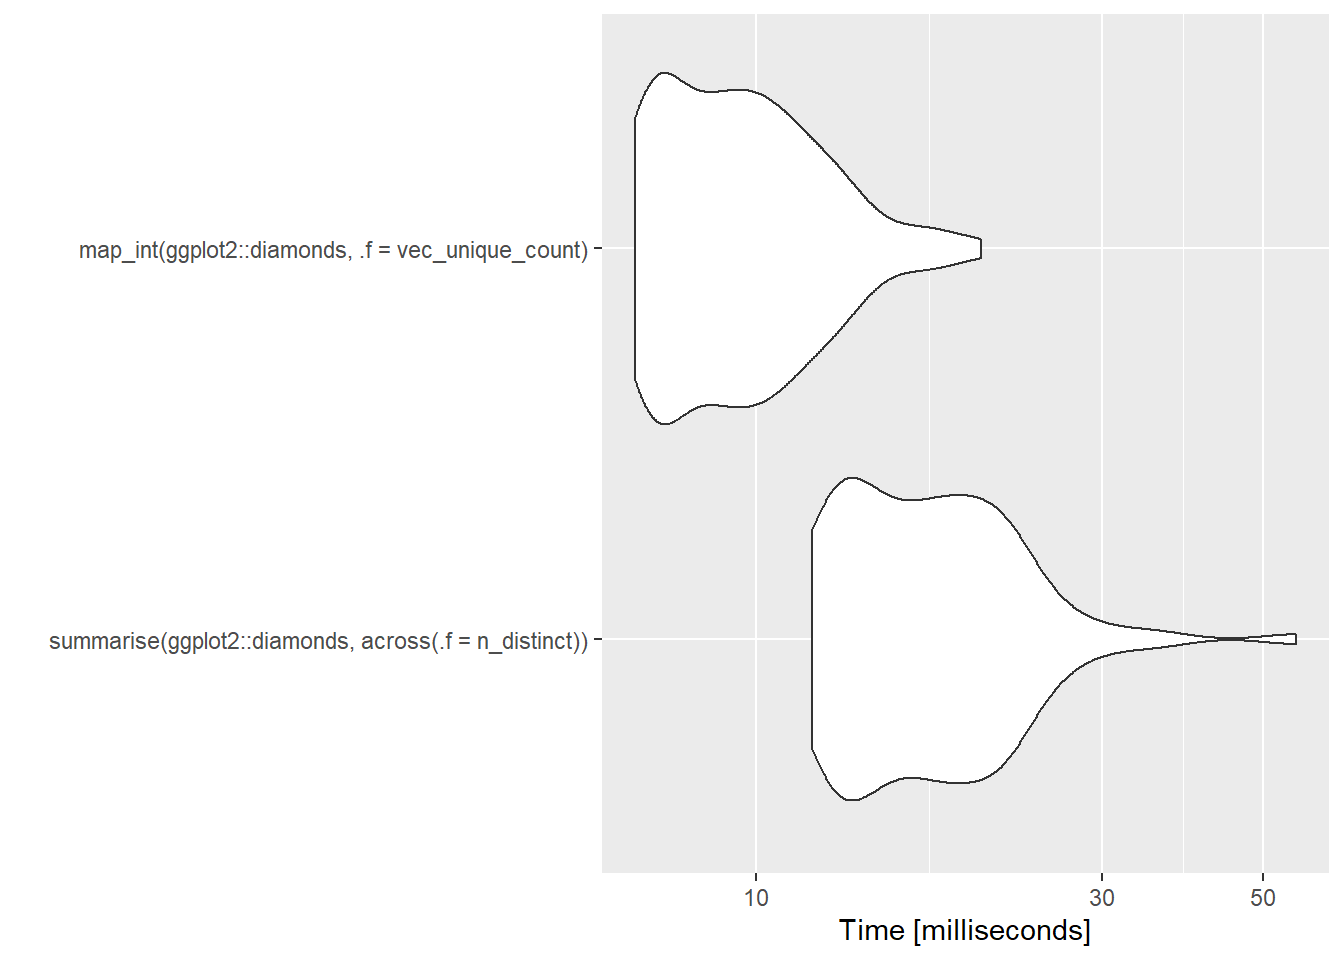 map_int(ggplot2::diamonds, .f = vec_unique_count)
summarise(ggplot2::diamonds, across(.f = n_distinct))
10 30 50
Time [milliseconds]